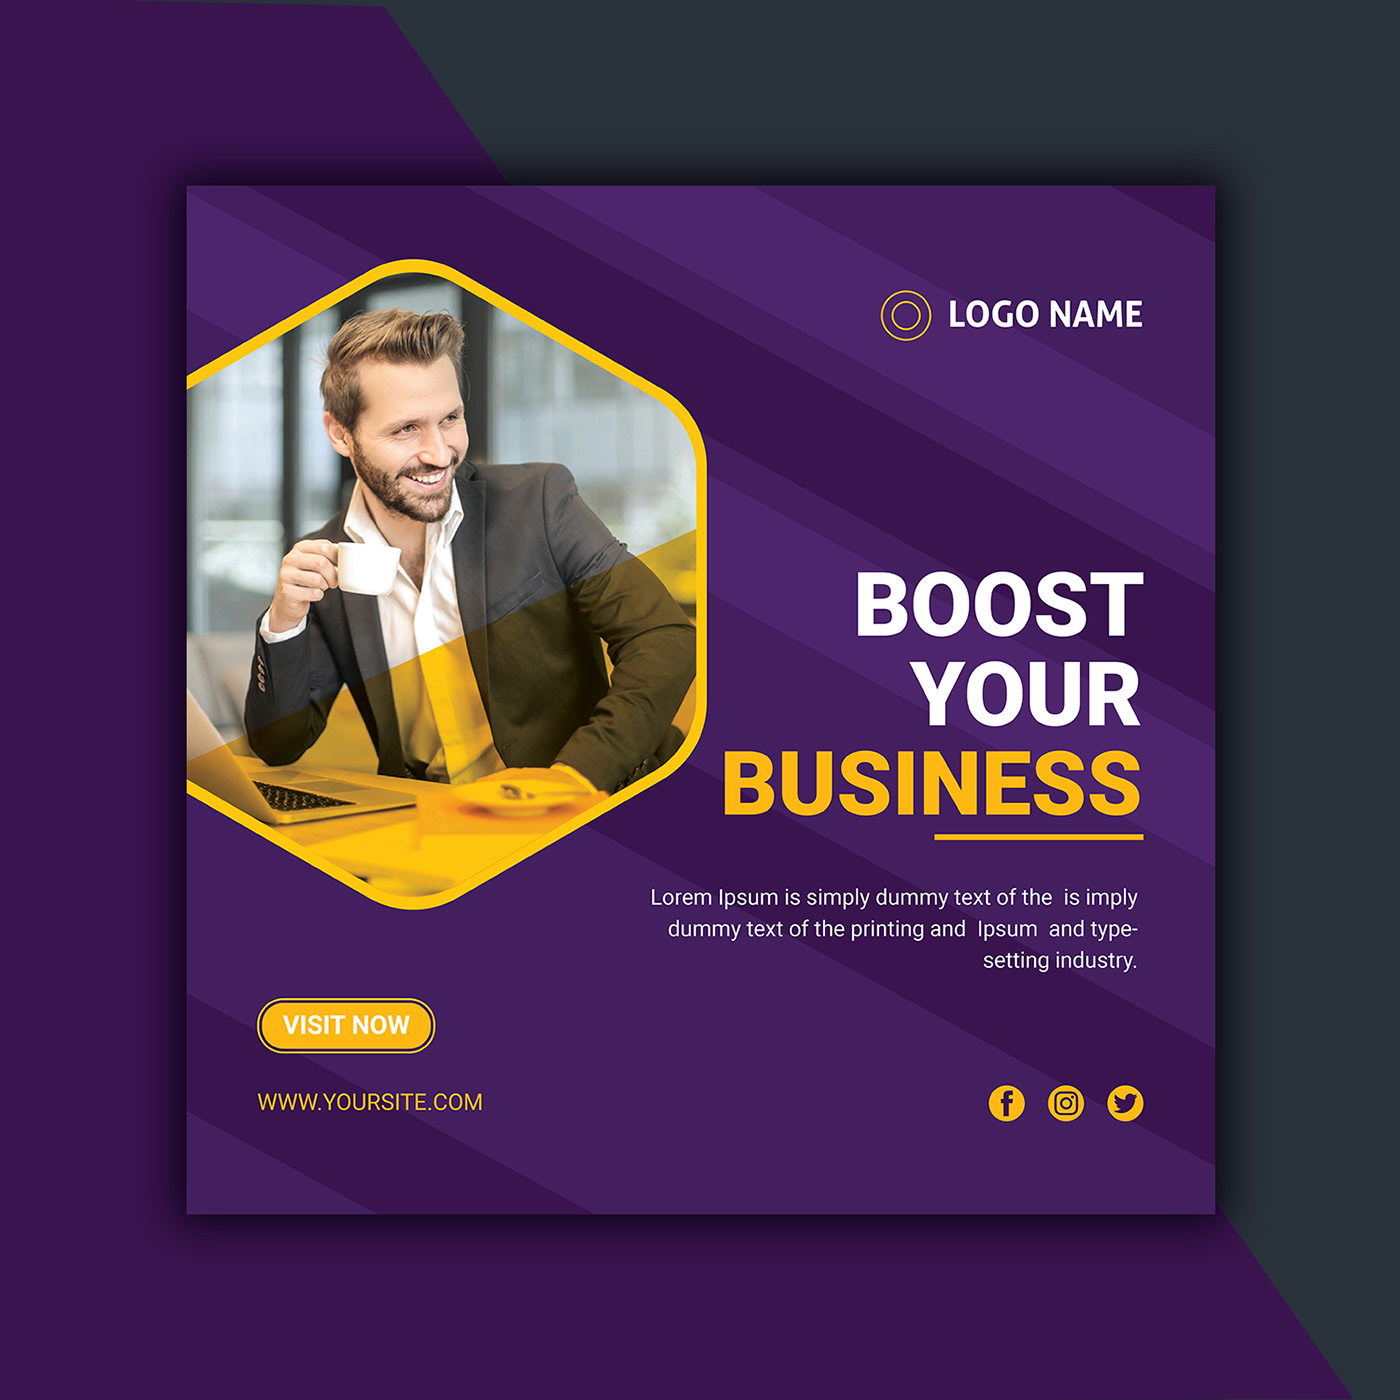 LOGO NAME
BOOST
YOUR
BUSINESS
Lorem Ipsum is simply dummy text of the  is imply
dummy text of the printing and  Ipsum  and type-
setting industry.
VISIT NOW
WWW.YOURSITE.COM